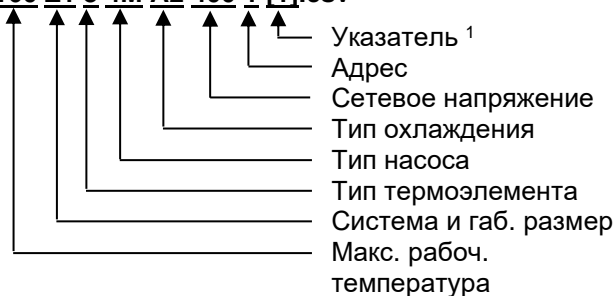 Указатель 1
Адрес
Сетевое напряжение
Тип охлаждения
Тип насоса
Тип термоэлемента
Система и габ. размер
Макс. рабоч.
температура